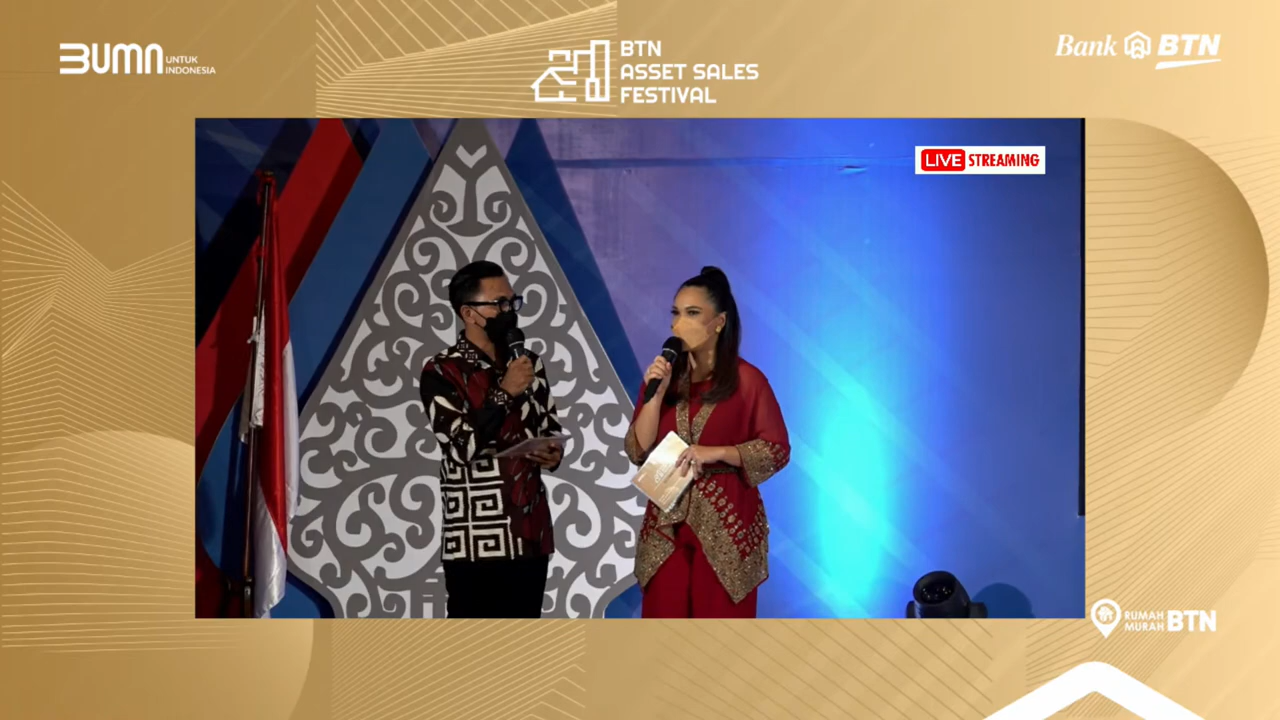 BUMN
UNTUK
INDONESIA
BTN
ASSET SALES
FESTIVAL
Bank BTN
LIVE STREAMING
RUMAH
MURAH BTN